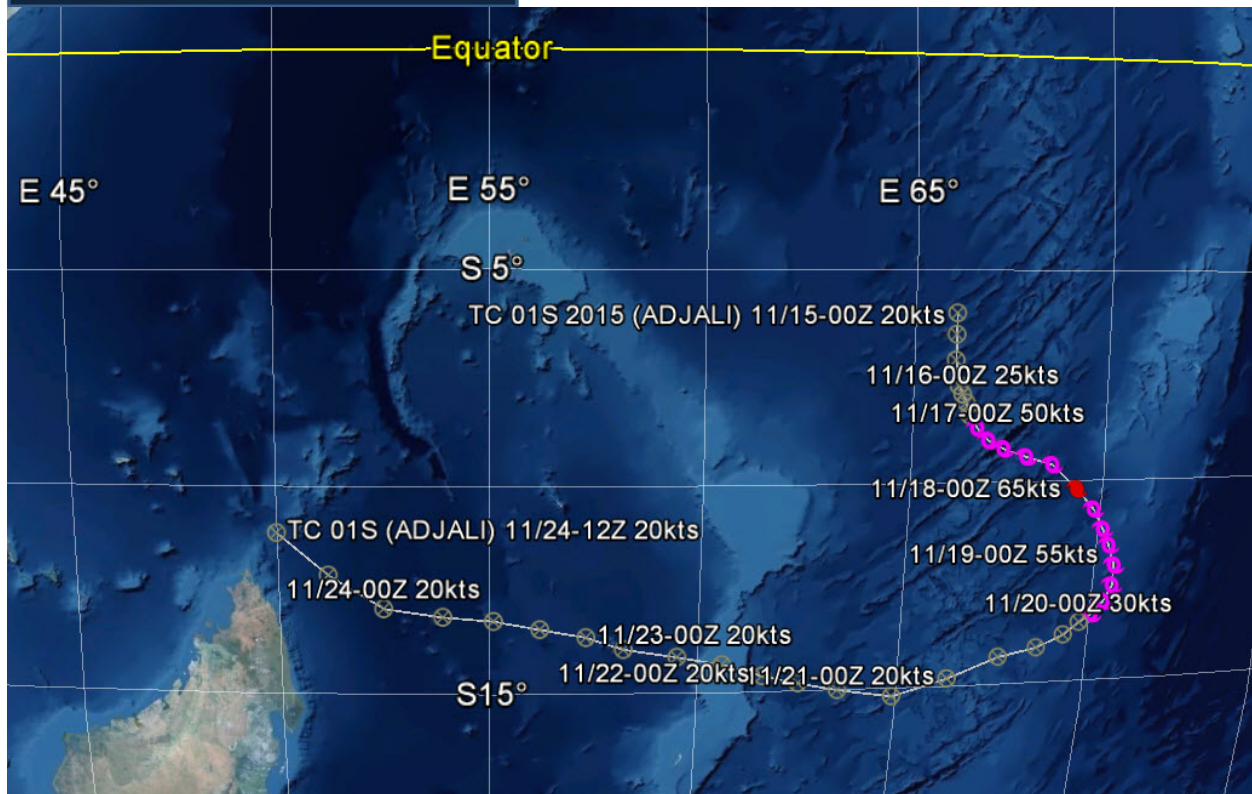 Equator
E 45°
E 55°
E 65°
S 5°
TC 01S 2015 (ADJALI) 11/15-00Z 20kts
11/16-00Z 25kts
11/17-00Z 50kts
11/18-00Z 65kts
TC 01S (ADJALI) 11/24-12Z 20kts
11/19-00Z 55kts
11/24-00Z 20kts
11/20-00Z 30kts
11/23-00Z 20kts
11/22-00Z 20kts
11/21-00Z 20kts
S15°